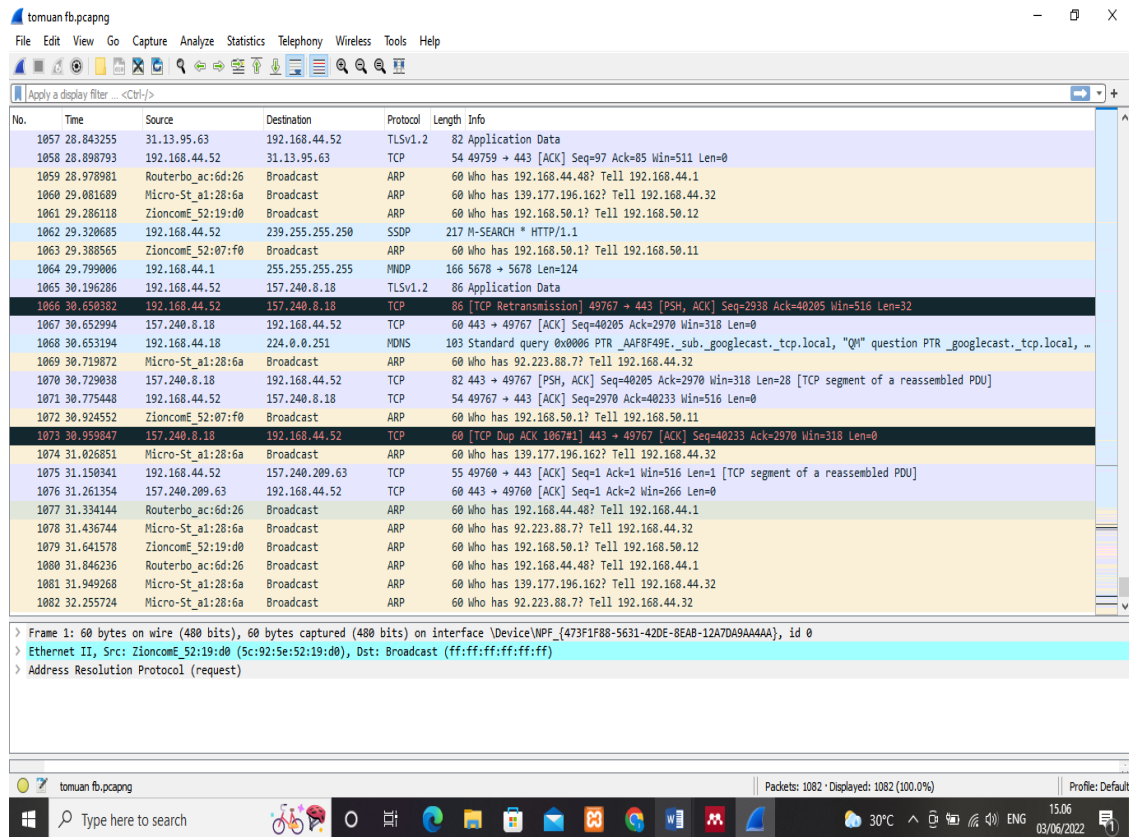 tomuan fb.pcapng
File Edit View Go Capture Analyze Statistics Telephony Wireless Tools Help
Apply a display filter ... <Ctrl-/>
No. Time Source Destination Protocol Length Info
1057 28.843255 31.13.95.63 192.168.44.52 TLSv1.2 82 Application Data
1058 28.898793 192.168.44.52 31.13.95.63 TCP 54 49759 → 443 [ACK] Seq=97 Ack=85 Win=511 Len=0
1059 28.978981 Routerbo_ac:6d:26 Broadcast ARP 60 Who has 192.168.44.48? Tell 192.168.44.1
1060 29.081689 Micro-St_a1:28:6a Broadcast ARP 60 Who has 139.177.196.162? Tell 192.168.44.32
1061 29.286118 ZioncomE_52:19:d0 Broadcast ARP 60 Who has 192.168.50.1? Tell 192.168.50.12
1062 29.320685 192.168.44.52 239.255.255.250 SSDP 217 M-SEARCH * HTTP/1.1
1063 29.388565 ZioncomE_52:07:f0 Broadcast ARP 60 Who has 192.168.50.1? Tell 192.168.50.11
1064 29.799006 192.168.44.1 255.255.255.255 MNDP 166 5678 → 5678 Len=124
1065 30.196286 192.168.44.52 157.240.8.18 TLSv1.2 86 Application Data
1066 30.650382 192.168.44.52 157.240.8.18 TCP 86 [TCP Retransmission] 49767 → 443 [PSH, ACK] Seq=2938 Ack=40205 Win=516 Len=32
1067 30.652994 157.240.8.18 192.168.44.52 TCP 60 443 → 49767 [ACK] Seq=40205 Ack=2970 Win=318 Len=0
1068 30.653194 192.168.44.18 224.0.0.251 MDNS 103 Standard query 0x0006 PTR _AAF8F49E._sub._googlecast._tcp.local, "QM" question PTR _googlecast._tcp.local, …
1069 30.719872 Micro-St_a1:28:6a Broadcast ARP 60 Who has 92.223.88.7? Tell 192.168.44.32
1070 30.729038 157.240.8.18 192.168.44.52 TCP 82 443 → 49767 [PSH, ACK] Seq=40205 Ack=2970 Win=318 Len=28 [TCP segment of a reassembled PDU]
1071 30.775448 192.168.44.52 157.240.8.18 TCP 54 49767 → 443 [ACK] Seq=2970 Ack=40233 Win=516 Len=0
1072 30.924552 ZioncomE_52:07:f0 Broadcast ARP 60 Who has 192.168.50.1? Tell 192.168.50.11
1073 30.959847 157.240.8.18 192.168.44.52 TCP 60 [TCP Dup ACK 1067#1] 443 → 49767 [ACK] Seq=40233 Ack=2970 Win=318 Len=0
1074 31.026851 Micro-St_a1:28:6a Broadcast ARP 60 Who has 139.177.196.162? Tell 192.168.44.32
1075 31.150341 192.168.44.52 157.240.209.63 TCP 55 49760 → 443 [ACK] Seq=1 Ack=1 Win=516 Len=1 [TCP segment of a reassembled PDU]
1076 31.261354 157.240.209.63 192.168.44.52 TCP 60 443 → 49760 [ACK] Seq=1 Ack=2 Win=266 Len=0
1077 31.334144 Routerbo_ac:6d:26 Broadcast ARP 60 Who has 192.168.44.48? Tell 192.168.44.1
1078 31.436744 Micro-St_a1:28:6a Broadcast ARP 60 Who has 92.223.88.7? Tell 192.168.44.32
1079 31.641578 ZioncomE_52:19:d0 Broadcast ARP 60 Who has 192.168.50.1? Tell 192.168.50.12
1080 31.846236 Routerbo_ac:6d:26 Broadcast ARP 60 Who has 192.168.44.48? Tell 192.168.44.1
1081 31.949268 Micro-St_a1:28:6a Broadcast ARP 60 Who has 139.177.196.162? Tell 192.168.44.32
1082 32.255724 Micro-St_a1:28:6a Broadcast ARP 60 Who has 92.223.88.7? Tell 192.168.44.32
Frame 1: 60 bytes on wire (480 bits), 60 bytes captured (480 bits) on interface \Device\NPF_{473F1F88-5631-42DE-8EAB-12A7DA9AA4AA}, id 0
Ethernet II, Src: ZioncomE_52:19:d0 (5c:92:5e:52:19:d0), Dst: Broadcast (ff:ff:ff:ff:ff:ff)
Address Resolution Protocol (request)
tomuan fb.pcapng Packets: 1082 · Displayed: 1082 (100.0%) Profile: Default
Type here to search 30°C ENG 15.06
03/06/2022